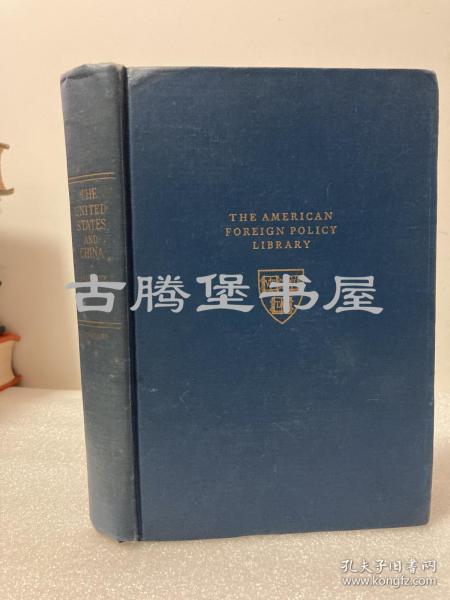 THE
UNITED
STATES
AND
CHINA
THE AMERICAN
FOREIGN POLICY
LIBRARY
古腾堡书屋
孔夫子旧书网
www.kongfz.com